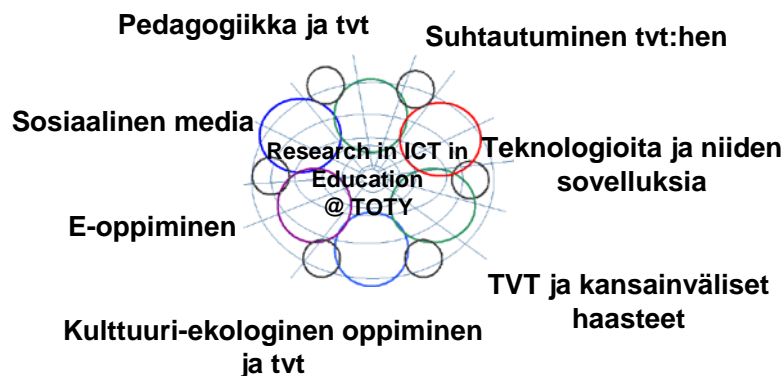 Pedagogiikka ja tvt
Suhtautuminen tvt:hen
Sosiaalinen media
Research in ICT in
Education
@ TOTY
Teknologioita ja niiden
sovelluksia
E-oppiminen
TVT ja kansainväliset
haasteet
Kulttuuri-ekologinen oppiminen
ja tvt